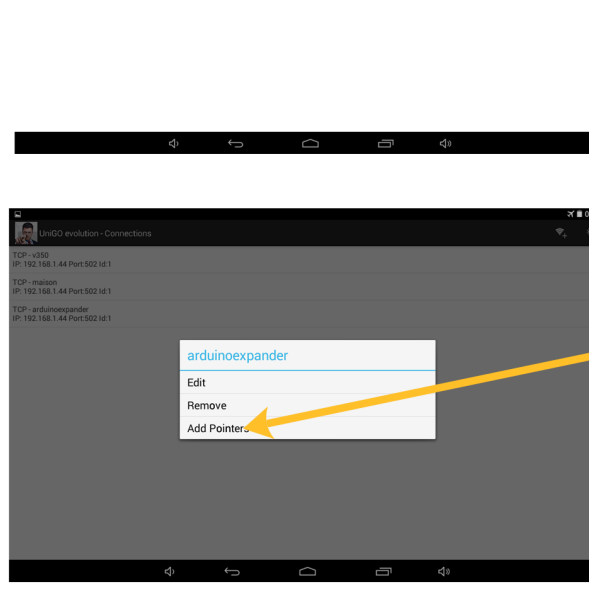 UniGO evolution - Connections
TCP - v350
IP: 192.168.1.44 Port:502 Id:1
TCP - maison
IP: 192.168.1.44 Port:502 Id:1
TCP - arduinoexpander
IP: 192.168.1.44 Port:502 Id:1
arduinoexpander
Edit
Remove
Add Pointers